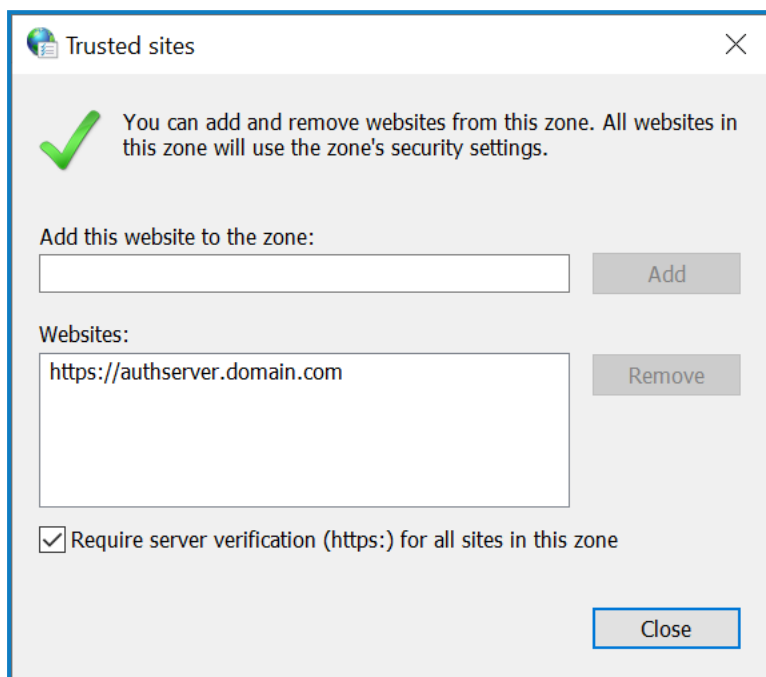 Trusted sites
You can add and remove websites from this zone. All websites in
this zone will use the zone's security settings.
Add this website to the zone:
Add
Websites:
https://authserver.domain.com
Remove
Require server verification (https:) for all sites in this zone
Close